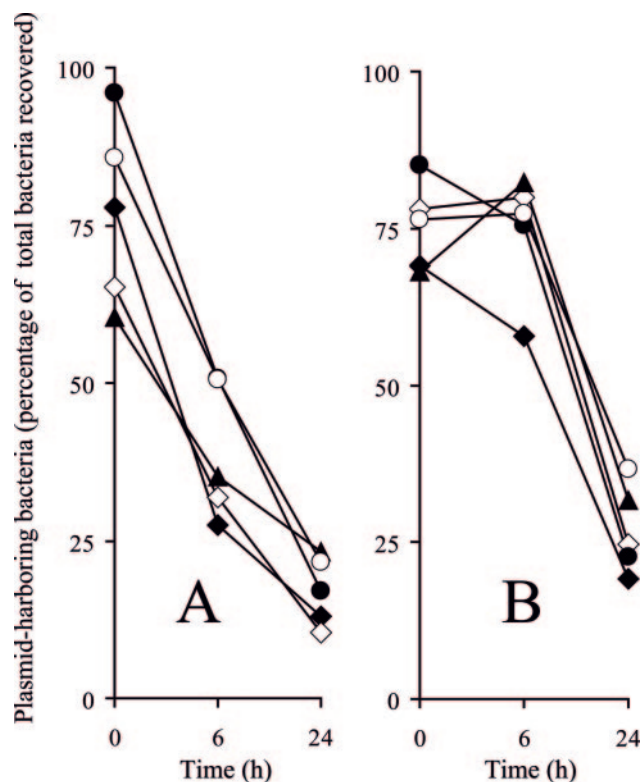 Plasmid-harboring bacteria (percentage of total bacteria recovered)
100
75
50
25
0
A
0 6 24
Time (h)
100
75
50
25
0
B
0 6 24
Time (h)